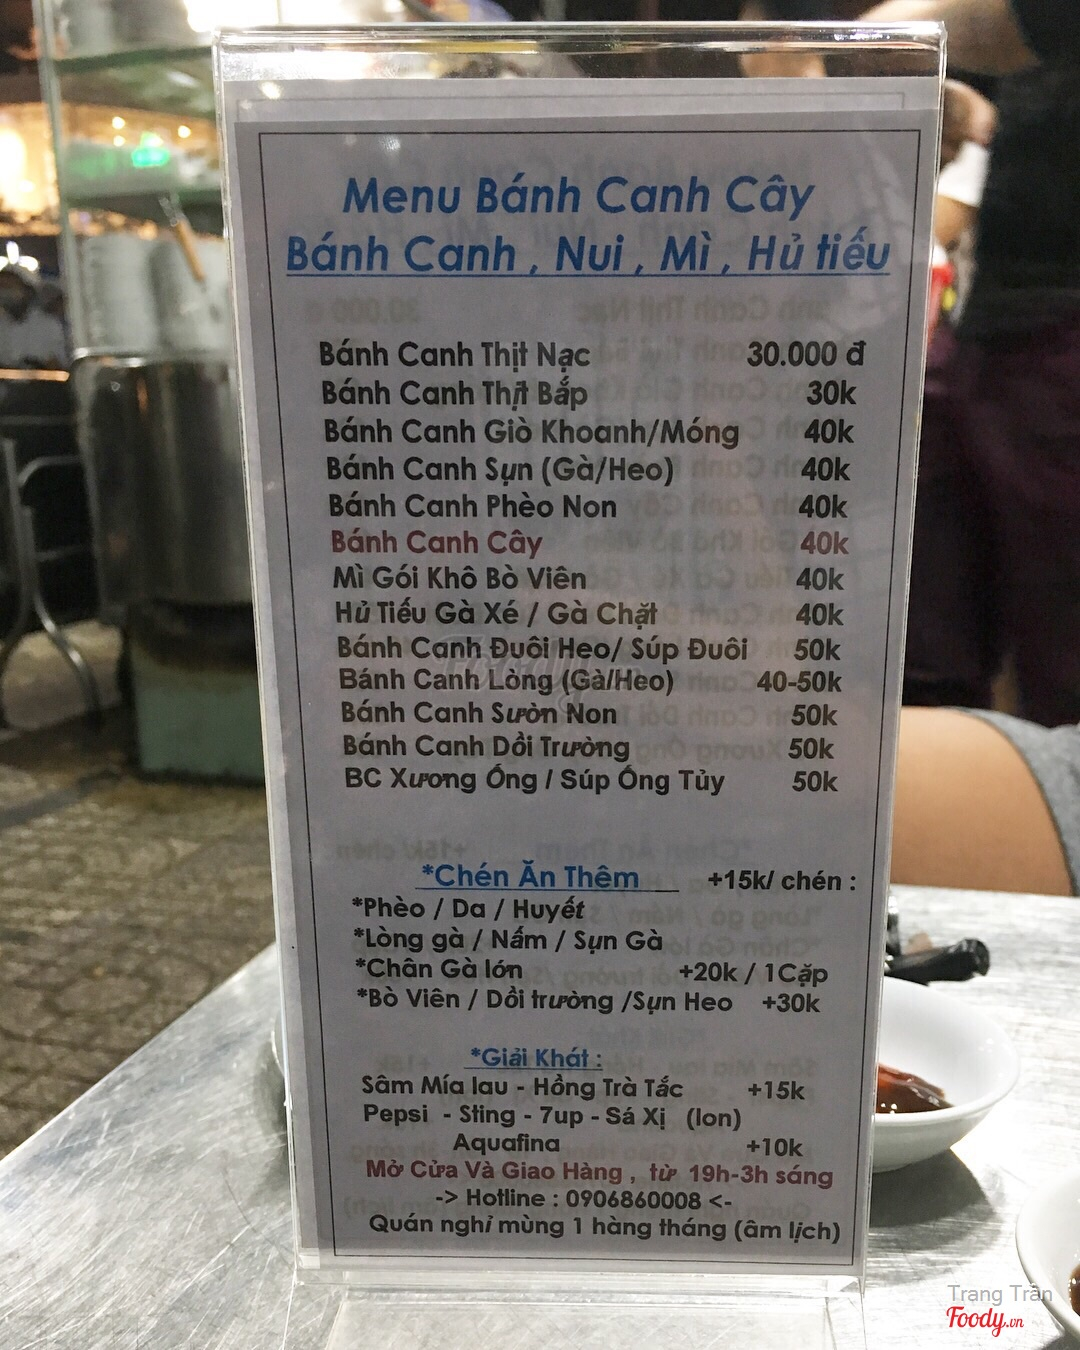 Menu Bánh Canh Cây
Bánh Canh , Nui , Mì , Hủ tiếu
Bánh Canh Thịt Nạc 30.000 đ
Bánh Canh Thịt Bắp 30k
Bánh Canh Giò Khoanh/Móng 40k
Bánh Canh Sụn (Gà/Heo) 40k
Bánh Canh Phèo Non 40k
Bánh Canh Cây 40k
Mì Gói Khô Bò Viên 40k
Hủ Tiếu Gà Xé / Gà Chặt 40k
Bánh Canh Đuôi Heo/ Súp Đuôi 50k
Bánh Canh Lòng (Gà/Heo) 40-50k
Bánh Canh Sườn Non 50k
Bánh Canh Dồi Trường 50k
BC Xương Ống / Súp Ống Tủy 50k
*Chén Ăn Thêm +15k/ chén :
*Phèo / Da / Huyết
*Lòng gà / Nấm / Sụn Gà
*Chân Gà lớn +20k / 1Cặp
*Bò Viên / Dồi trường /Sụn Heo +30k
*Giải Khát :
Sâm Mía lau - Hồng Trà Tắc +15k
Pepsi - Sting - 7up - Sá Xị (lon)
Aquafina +10k
Mở Cửa Và Giao Hàng , từ 19h-3h sáng
-> Hotline : 0906860008 <-
Quán nghỉ mùng 1 hàng tháng (âm lịch)
Trang Trần
Foody.vn